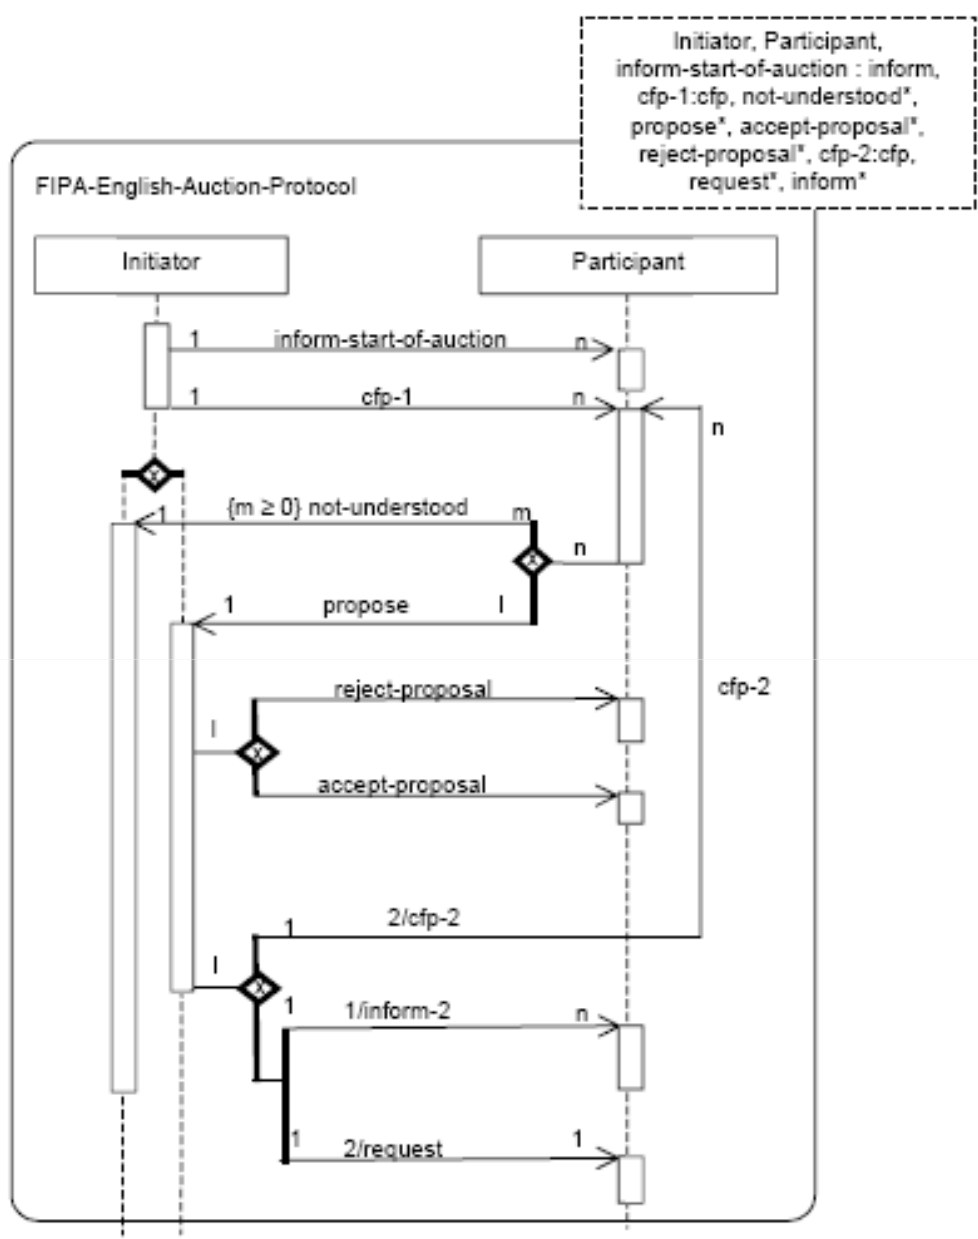 Initiator, Participant,
inform-start-of-auction : inform,
cfp-1:cfp, not-understood*,
propose*, accept-proposal*,
reject-proposal*, cfp-2:cfp,
request*, inform*
FIPA-English-Auction-Protocol
Initiator
Participant
1 inform-start-of-auction n
1 cfp-1 n
n
x
1 {m ≥ 0} not-understood m
x n
1 propose l
reject-proposal
cfp-2
l
x
accept-proposal
1 2/cfp-2
l
x
1 1/inform-2 n
1 2/request 1